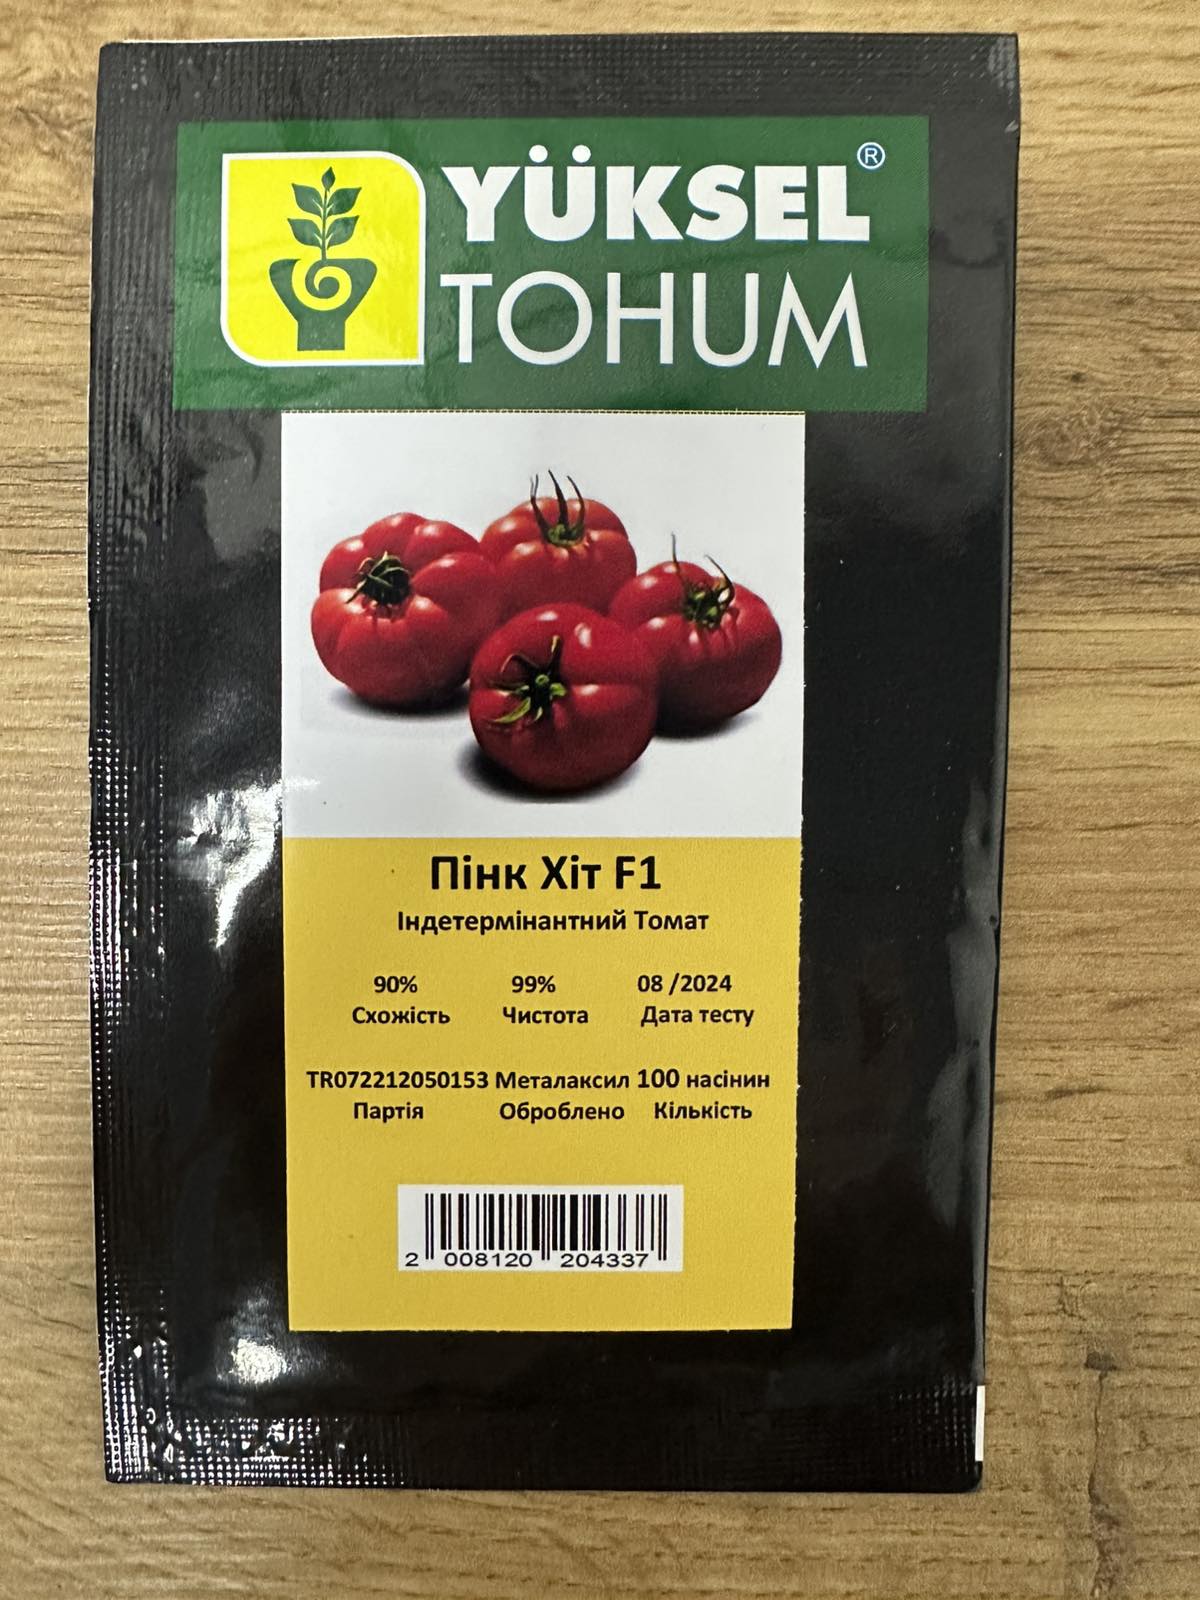 YÜKSEL®
TOHUM
Пінк Хіт F1
Індетермінантний Томат
90% 99% 08 /2024
Схожість Чистота Дата тесту
TR072212050153 Металаксил 100 насінин
Партія Оброблено Кількість
2 008120 204337